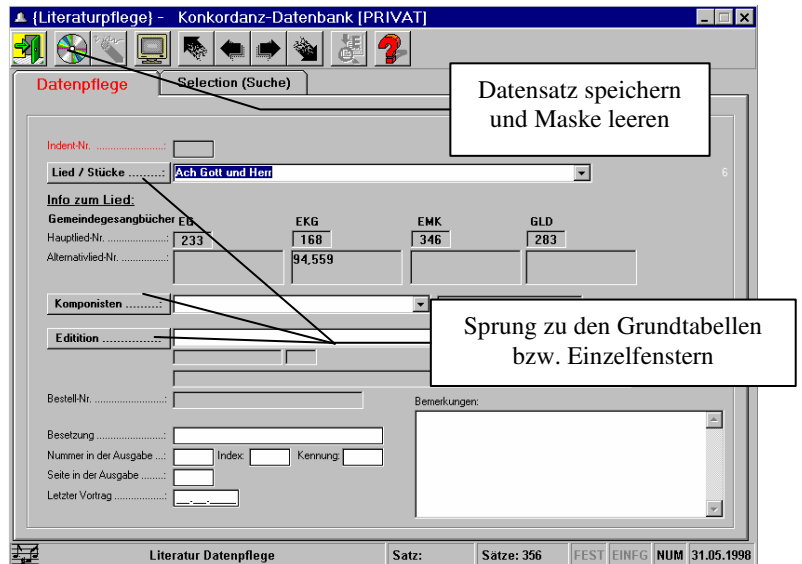 {Literaturpflege} - Konkordanz-Datenbank [PRIVAT]
Datenpflege
Selection (Suche)
Datensatz speichern
und Maske leeren
Indent-Nr. .......................:
Lied / Stücke ........:
Ach Gott und Herr
6
Info zum Lied:
Gemeindegesangbücher EG EKG EMK GLD
Hauptlied-Nr. ....................: 233 168 346 283
Alternativlied-Nr. ................: 94,559
Komponisten .........:
Sprung zu den Grundtabellen
bzw. Einzelfenstern
Editition ...............:
Bestell-Nr. .........................:
Bemerkungen:
Besetzung ........................:
Nummer in der Ausgabe ...: Index: Kennung:
Seite in der Ausgabe ........:
Letzter Vortrag ..................: __.__.____
Literatur Datenpflege Satz: Sätze: 356 FEST EINFG NUM 31.05.1998